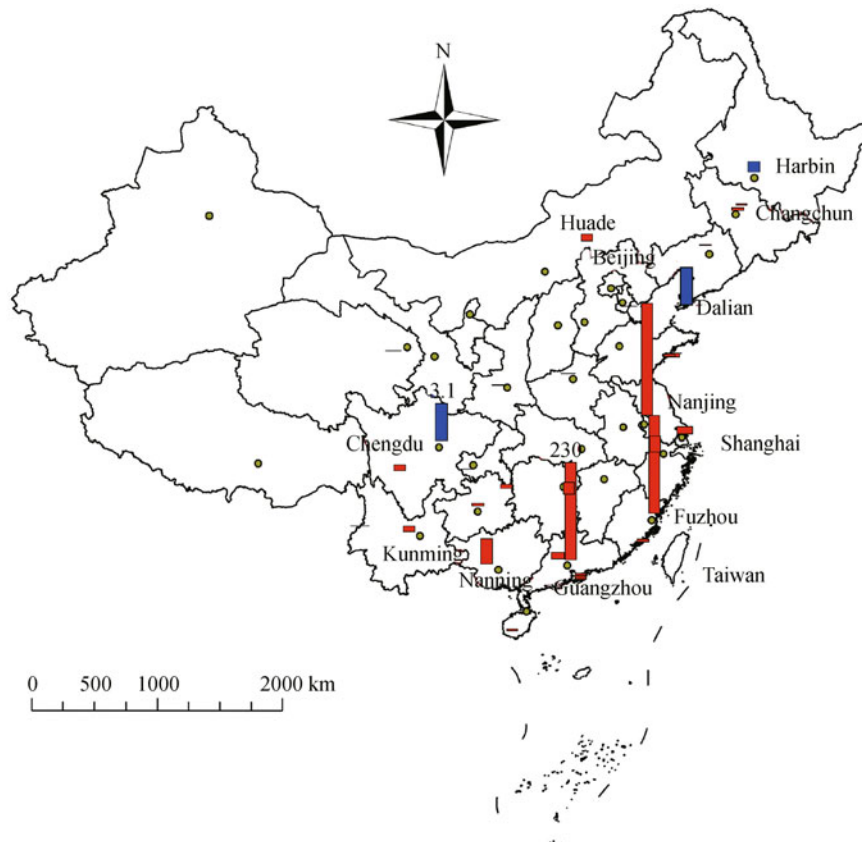 N
Harbin
Changchun
Huade
Beijing
Dalian
3.1
Nanjing
Chengdu
Shanghai
230
Fuzhou
Kunming
Nanning
Guangzhou
Taiwan
0 500 1000 2000 km